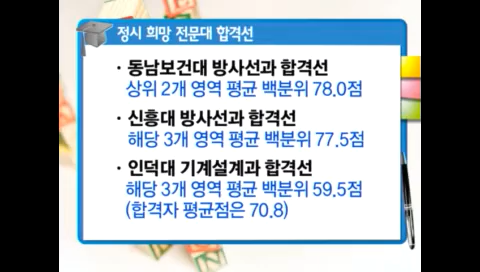 정시 희망 전문대 합격선
· 동남보건대 방사선과 합격선
상위 2개 영역 평균 백분위 78.0점
· 신흥대 방사선과 합격선
해당 3개 영역 평균 백분위 77.5점
· 인덕대 기계설계과 합격선
해당 3개 영역 평균 백분위 59.5점
(합격자 평균점은 70.8)